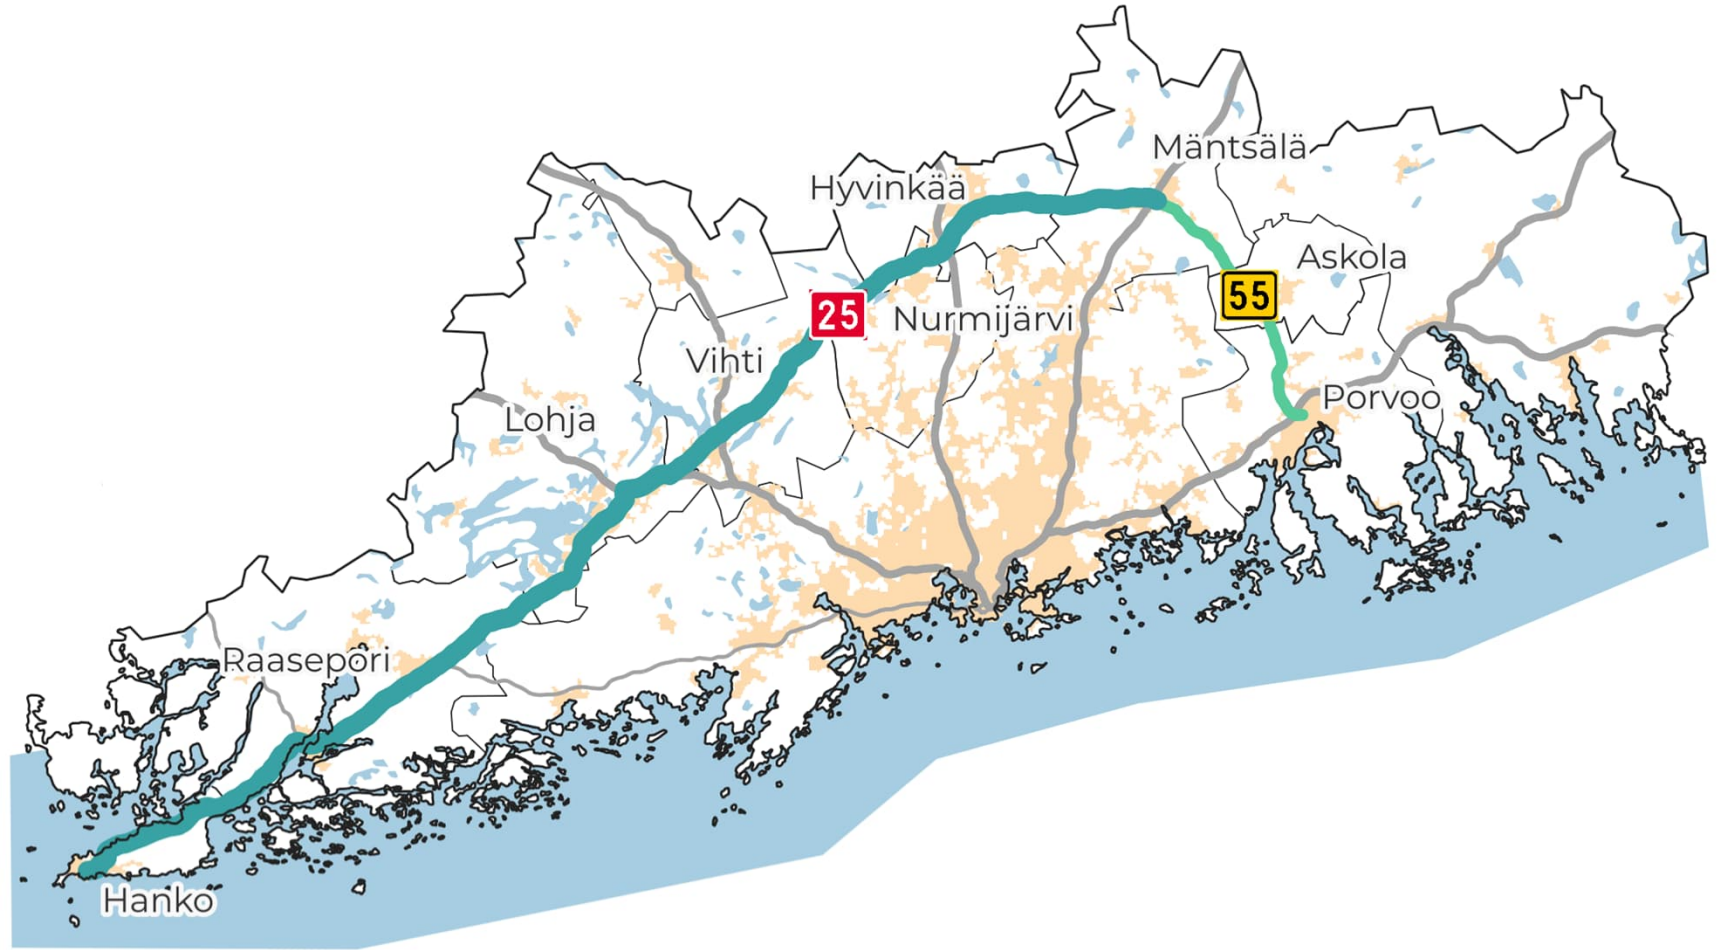 Mäntsälä
Hyvinkää
Askola
55
25
Nurmijärvi
Vihti
Porvoo
Lohja
Raasepori
Hanko